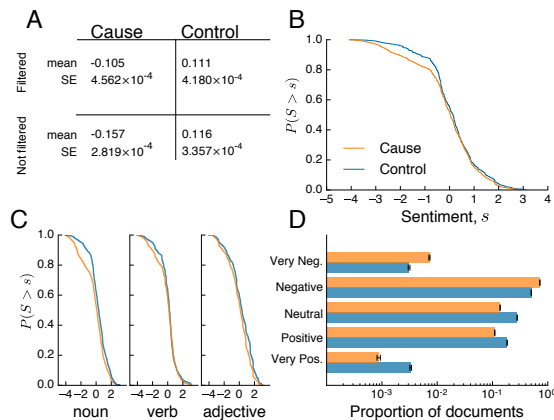 A
Cause Control
Filtered
mean -0.105 0.111
SE 4.562×10⁻⁴ 4.180×10⁻⁴
Not filtered
mean -0.157 0.116
SE 2.819×10⁻⁴ 3.357×10⁻⁴
B
P(S > s)
1.0
0.8
0.6
0.4
0.2
0.0
Cause
Control
−5 −4 −3 −2 −1 0 1 2 3 4
Sentiment, s
C
P(S > s)
1.0
0.8
0.6
0.4
0.2
0.0
−4 −2 0 2 −4 −2 0 2 −4 −2 0 2
noun verb adjective
D
Very Neg.
Negative
Neutral
Positive
Very Pos.
10⁻³ 10⁻² 10⁻¹ 10⁰
Proportion of documents